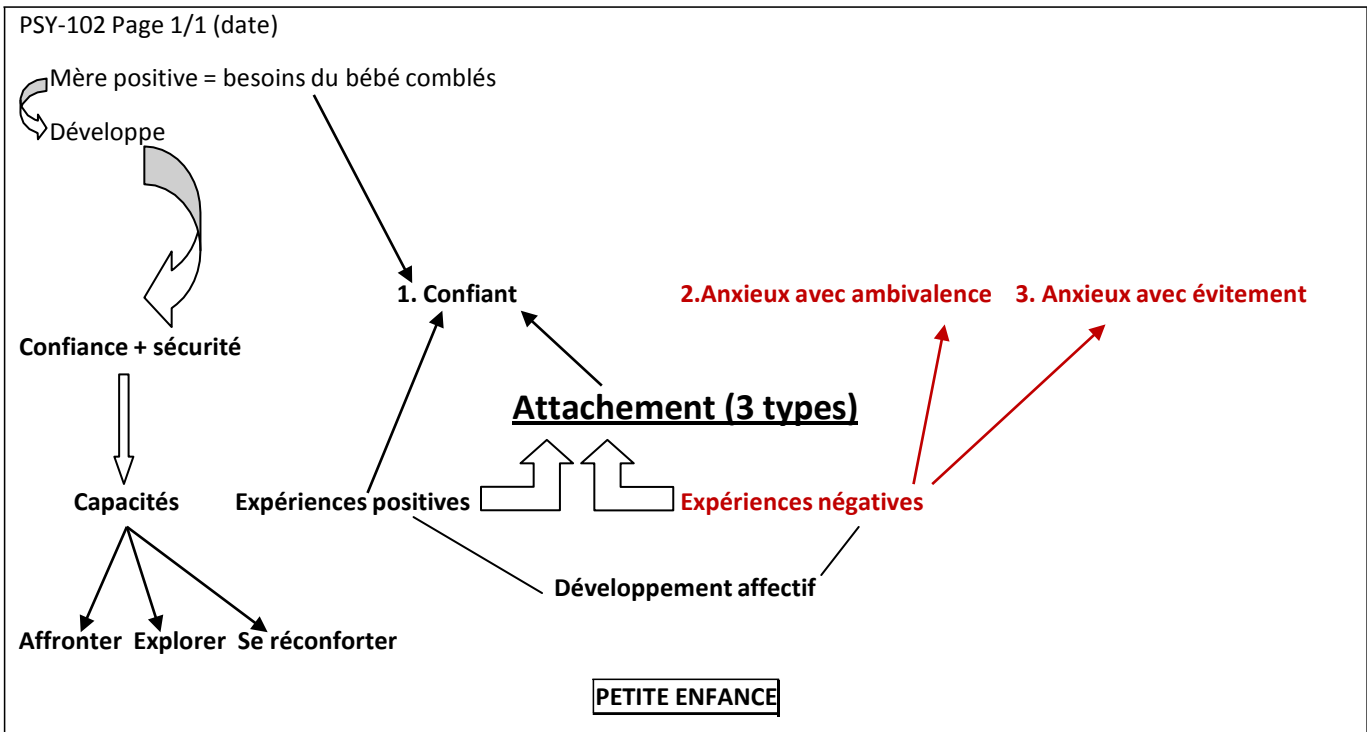 PSY-102 Page 1/1 (date)
Mère positive = besoins du bébé comblés
Développe
1. Confiant
2.Anxieux avec ambivalence
3. Anxieux avec évitement
Confiance + sécurité
Attachement (3 types)
Capacités
Expériences positives
Expériences négatives
Développement affectif
Affronter Explorer Se réconforter
PETITE ENFANCE